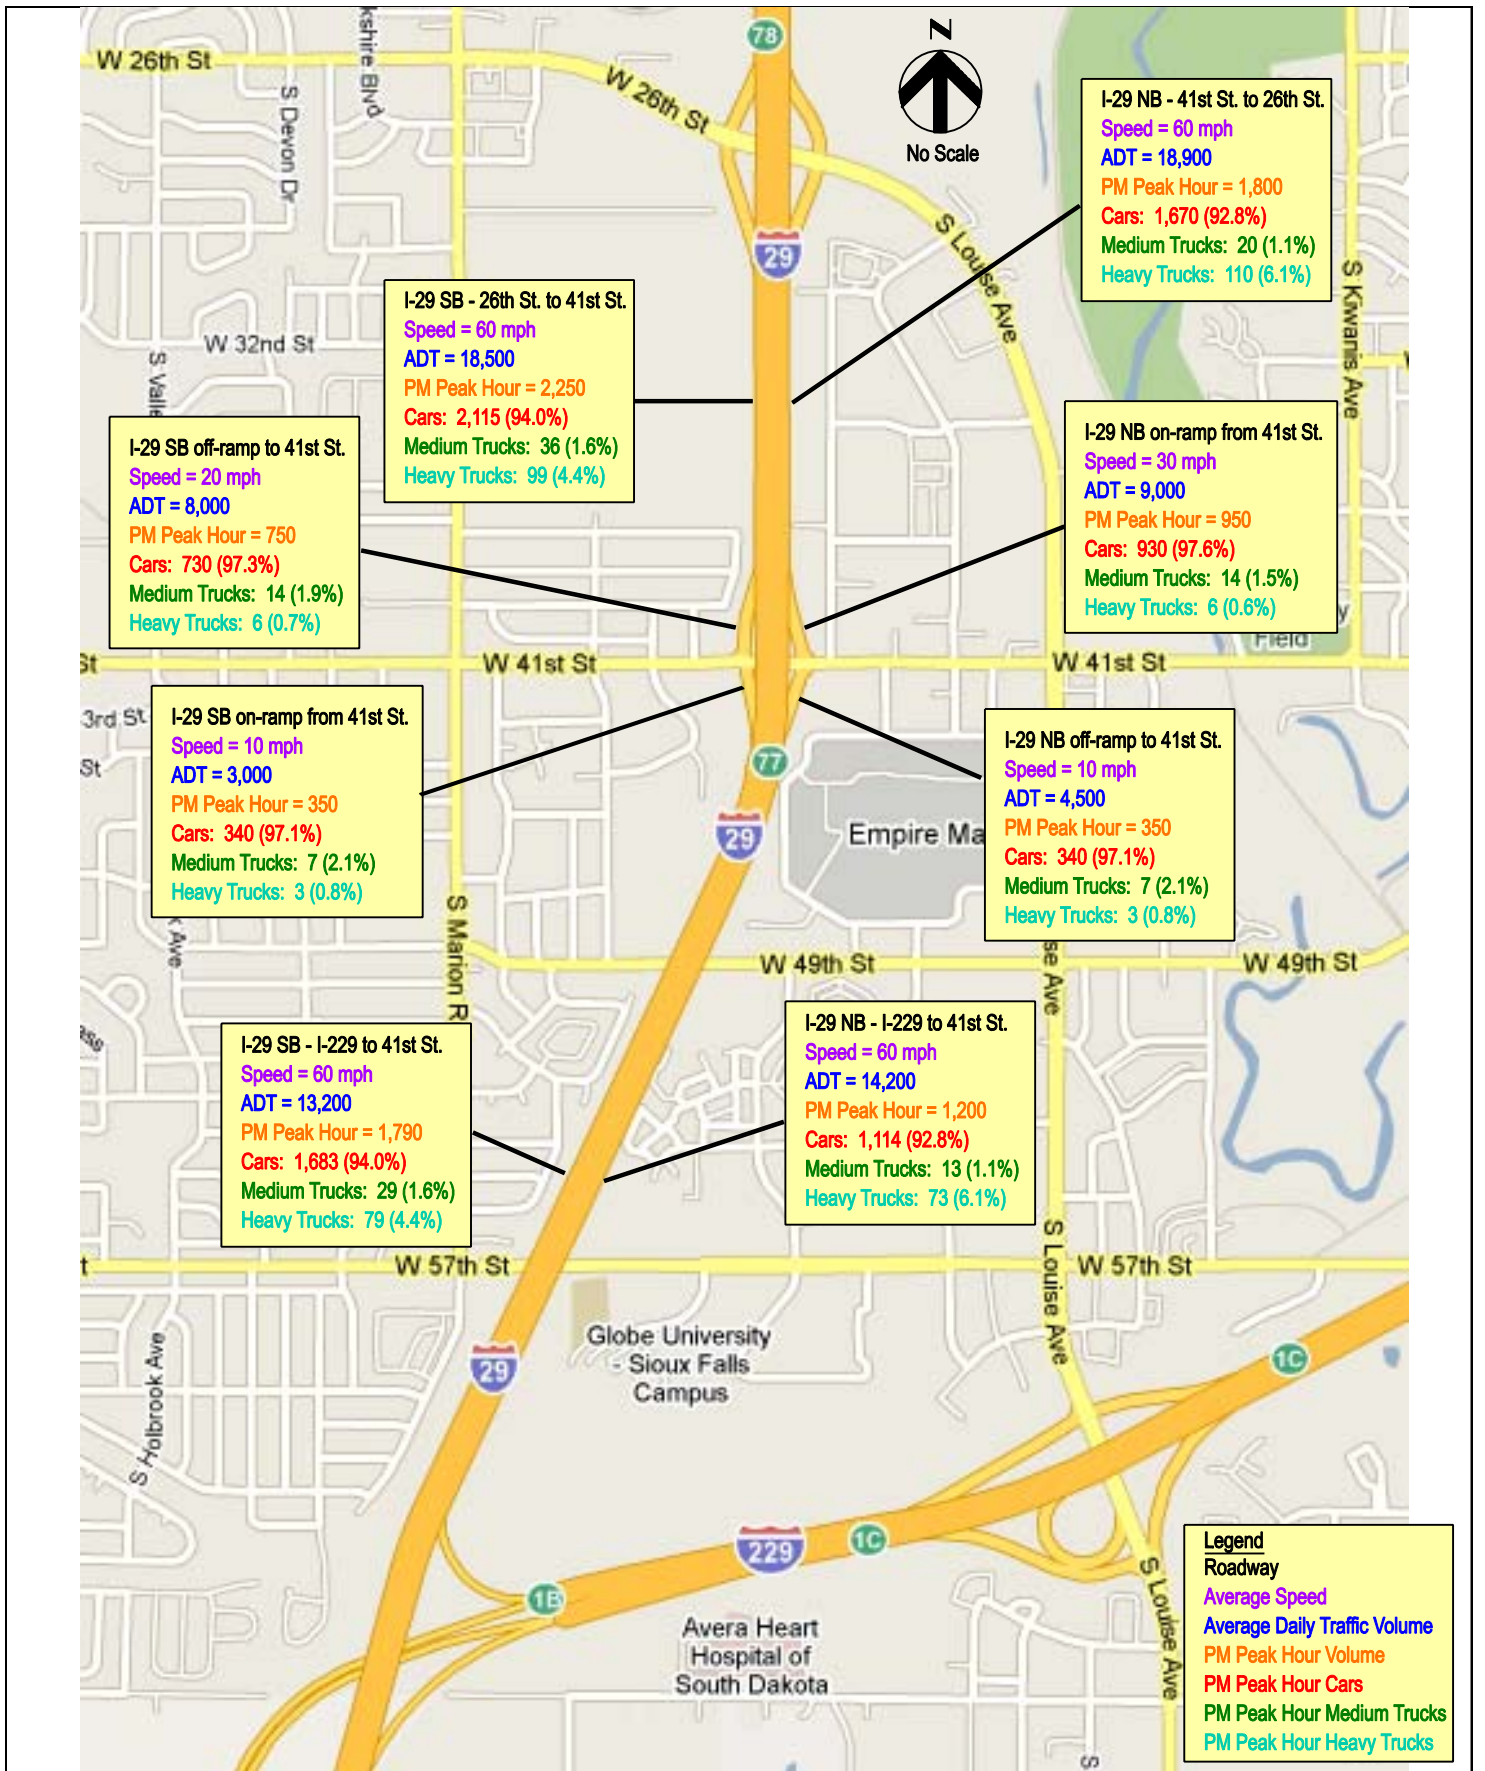 W 26th St
kshire Blvd
S Devon Dr
W 26th St
78
N
No Scale
I-29 NB - 41st St. to 26th St.
Speed = 60 mph
ADT = 18,900
PM Peak Hour = 1,800
Cars: 1,670 (92.8%)
Medium Trucks: 20 (1.1%)
Heavy Trucks: 110 (6.1%)
S Louise Ave
29
S Kiwanis Ave
I-29 SB - 26th St. to 41st St.
Speed = 60 mph
ADT = 18,500
PM Peak Hour = 2,250
Cars: 2,115 (94.0%)
Medium Trucks: 36 (1.6%)
Heavy Trucks: 99 (4.4%)
W 32nd St
S Valle
I-29 SB off-ramp to 41st St.
Speed = 20 mph
ADT = 8,000
PM Peak Hour = 750
Cars: 730 (97.3%)
Medium Trucks: 14 (1.9%)
Heavy Trucks: 6 (0.7%)
I-29 NB on-ramp from 41st St.
Speed = 30 mph
ADT = 9,000
PM Peak Hour = 950
Cars: 930 (97.6%)
Medium Trucks: 14 (1.5%)
Heavy Trucks: 6 (0.6%)
y
Field
St
W 41st St
W 41st St
3rd St
St
I-29 SB on-ramp from 41st St.
Speed = 10 mph
ADT = 3,000
PM Peak Hour = 350
Cars: 340 (97.1%)
Medium Trucks: 7 (2.1%)
Heavy Trucks: 3 (0.8%)
77
29
Empire Ma
I-29 NB off-ramp to 41st St.
Speed = 10 mph
ADT = 4,500
PM Peak Hour = 350
Cars: 340 (97.1%)
Medium Trucks: 7 (2.1%)
Heavy Trucks: 3 (0.8%)
k Ave
S Marion R
W 49th St
se Ave
W 49th St
I-29 SB - I-229 to 41st St.
Speed = 60 mph
ADT = 13,200
PM Peak Hour = 1,790
Cars: 1,683 (94.0%)
Medium Trucks: 29 (1.6%)
Heavy Trucks: 79 (4.4%)
I-29 NB - I-229 to 41st St.
Speed = 60 mph
ADT = 14,200
PM Peak Hour = 1,200
Cars: 1,114 (92.8%)
Medium Trucks: 13 (1.1%)
Heavy Trucks: 73 (6.1%)
t
W 57th St
S Louise Ave
W 57th St
Globe University
- Sioux Falls
Campus
29
1C
S Holbrook Ave
229
1C
1B
Avera Heart
Hospital of
South Dakota
S Louise Ave
S
Legend
Roadway
Average Speed
Average Daily Traffic Volume
PM Peak Hour Volume
PM Peak Hour Cars
PM Peak Hour Medium Trucks
PM Peak Hour Heavy Trucks